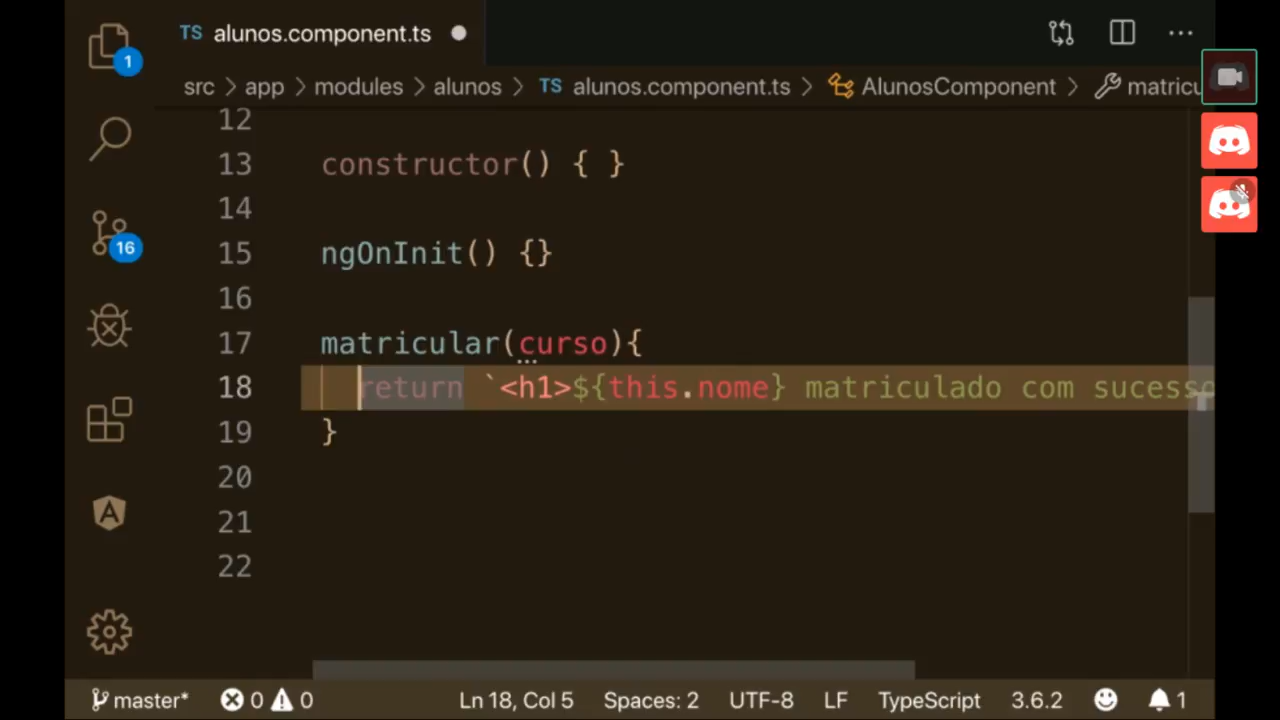 1
TS alunos.component.ts
src > app > modules > alunos > TS alunos.component.ts > AlunosComponent >
12
13 constructor() { }
14
15 ngOnInit() {}
16
17 matricular(curso){
18 return `<h1>${this.nome} matriculado com sucesso
19 }
20
21
22
16
master* 0 0 Ln 18, Col 5 Spaces: 2 UTF-8 LF TypeScript 3.6.2 1